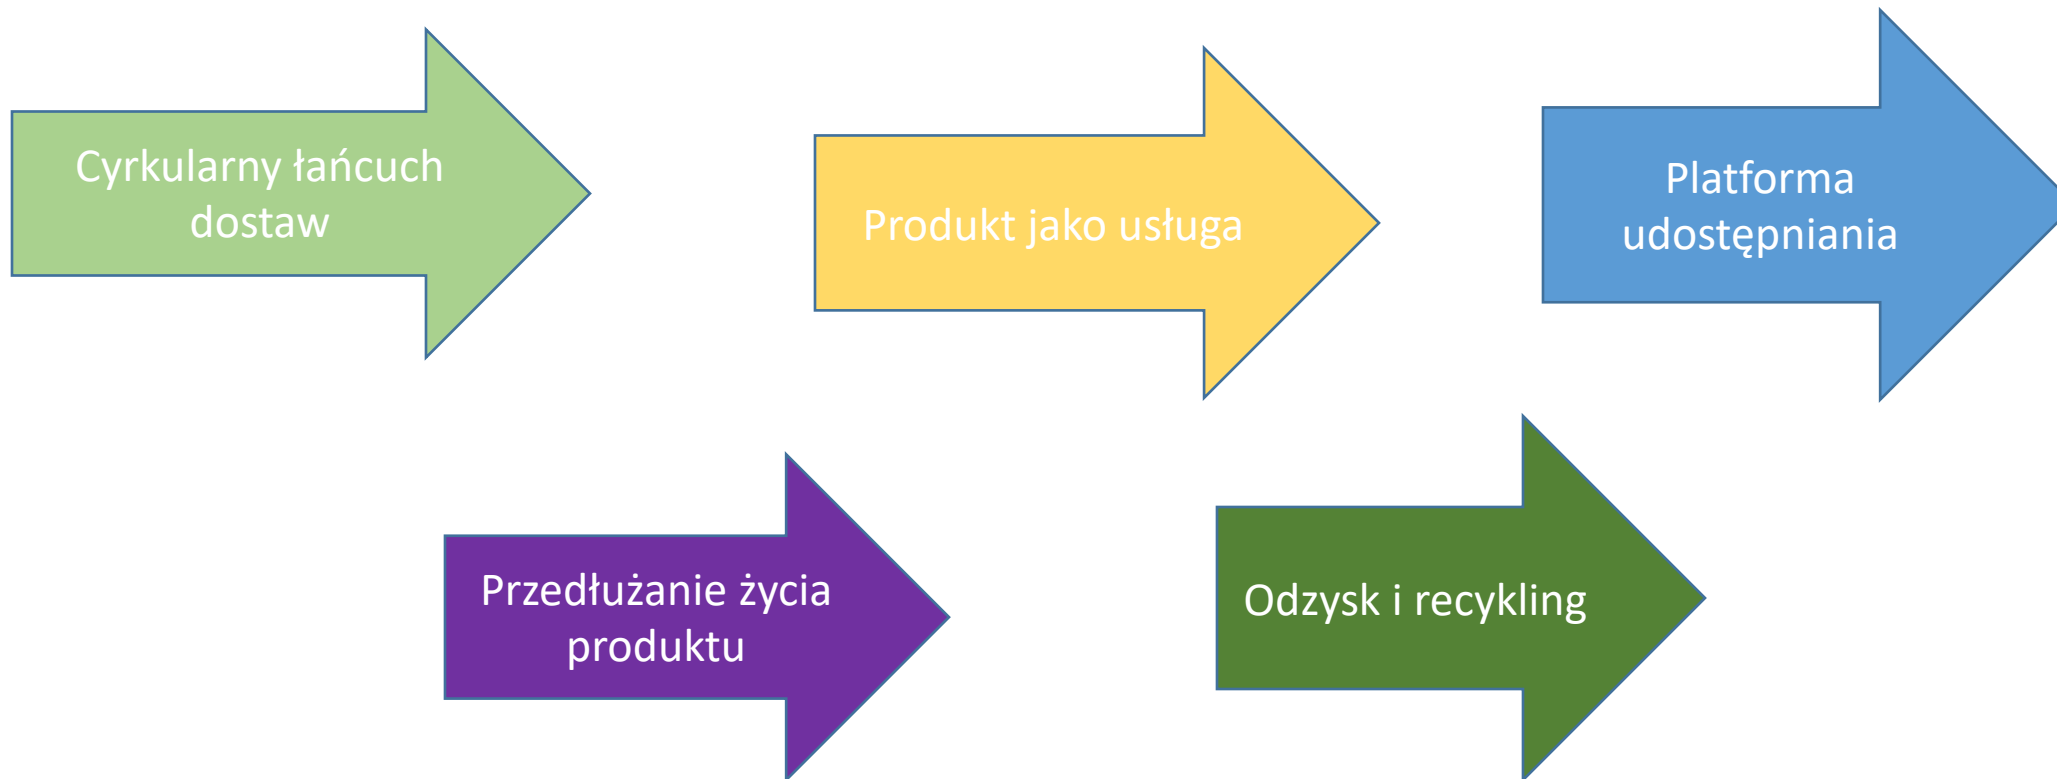 Cyrkularny łańcuch
dostaw
Produkt jako usługa
Platforma
udostępniania
Przedłużanie życia
produktu
Odzysk i recykling